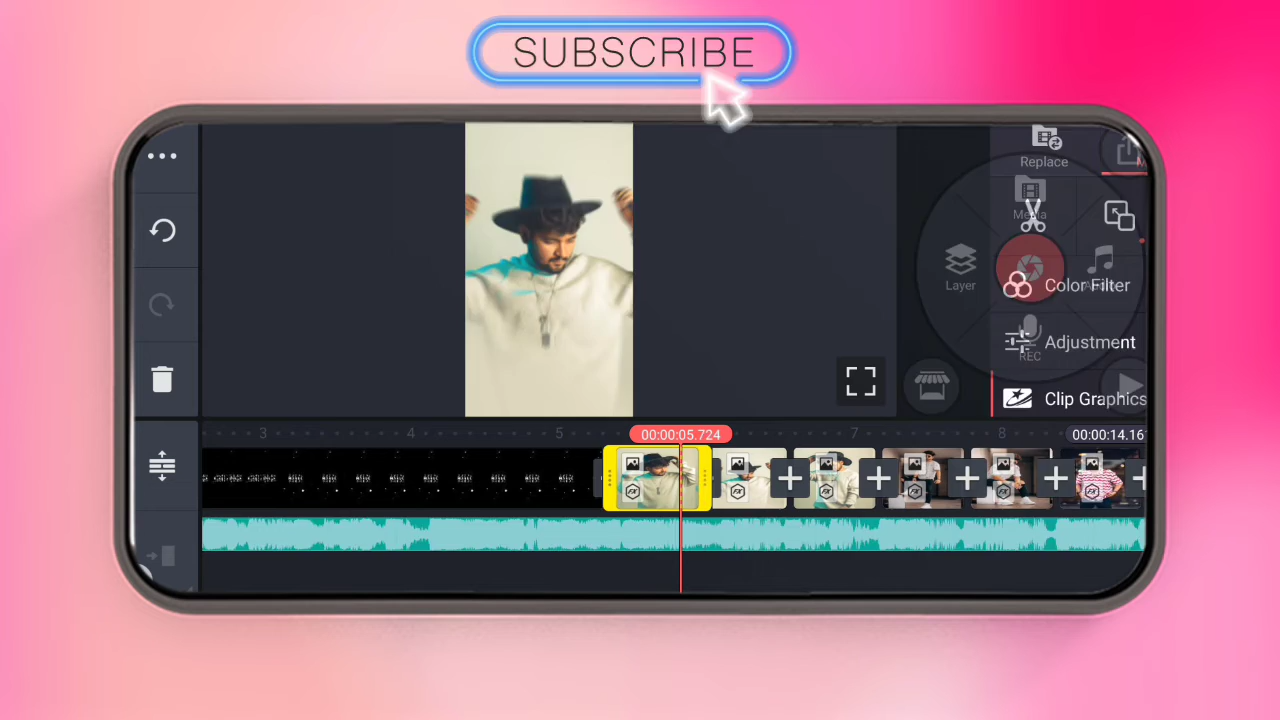 SUBSCRIBE
Replace
Media
Layer
Color Filter
Adjustment
REC
Clip Graphics
3
4
5
00:00:05.724
7
8
00:00:14.16